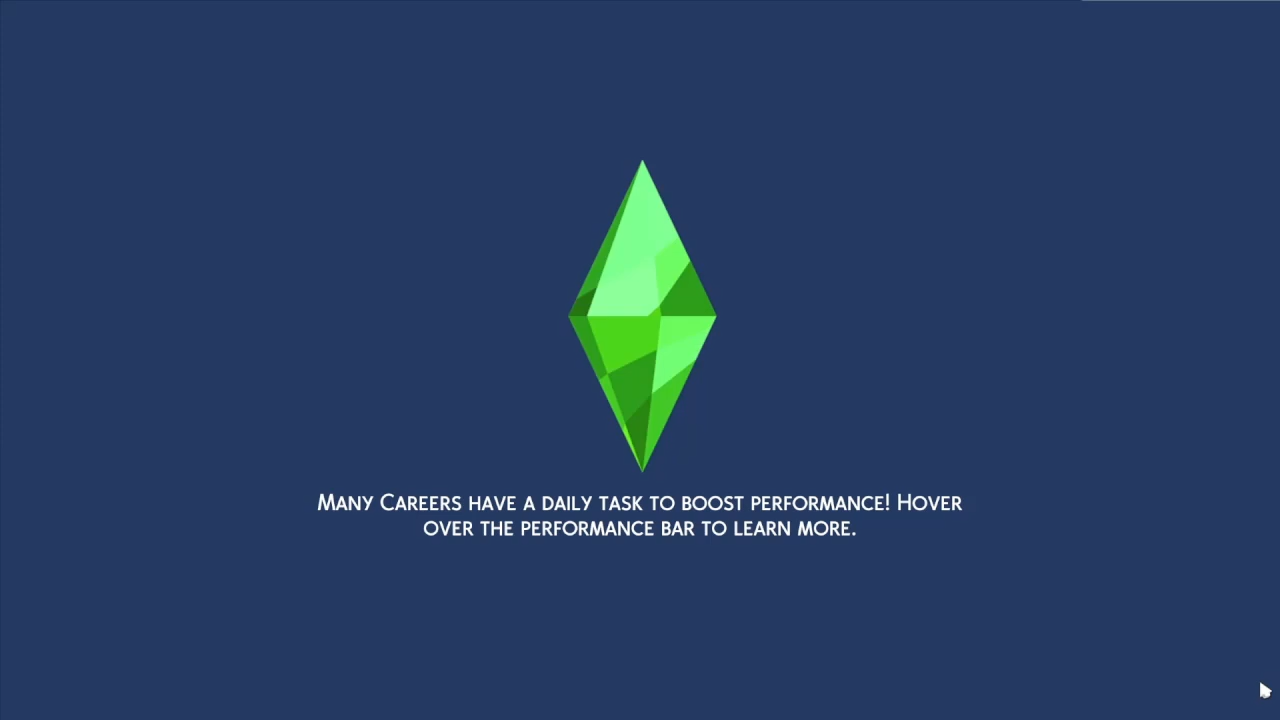 Many Careers have a daily task to boost performance! Hover
over the performance bar to learn more.